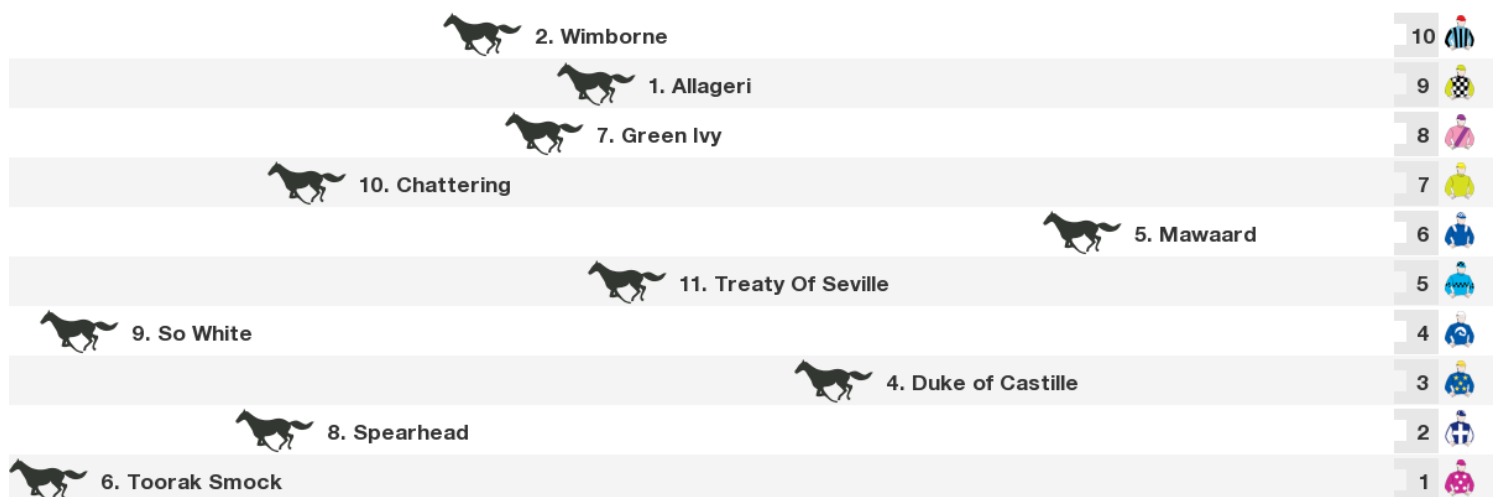 2. Wimborne 10
1. Allageri 9
7. Green Ivy 8
10. Chattering 7
5. Mawaard 6
11. Treaty Of Seville 5
9. So White 4
4. Duke of Castille 3
8. Spearhead 2
6. Toorak Smock 1